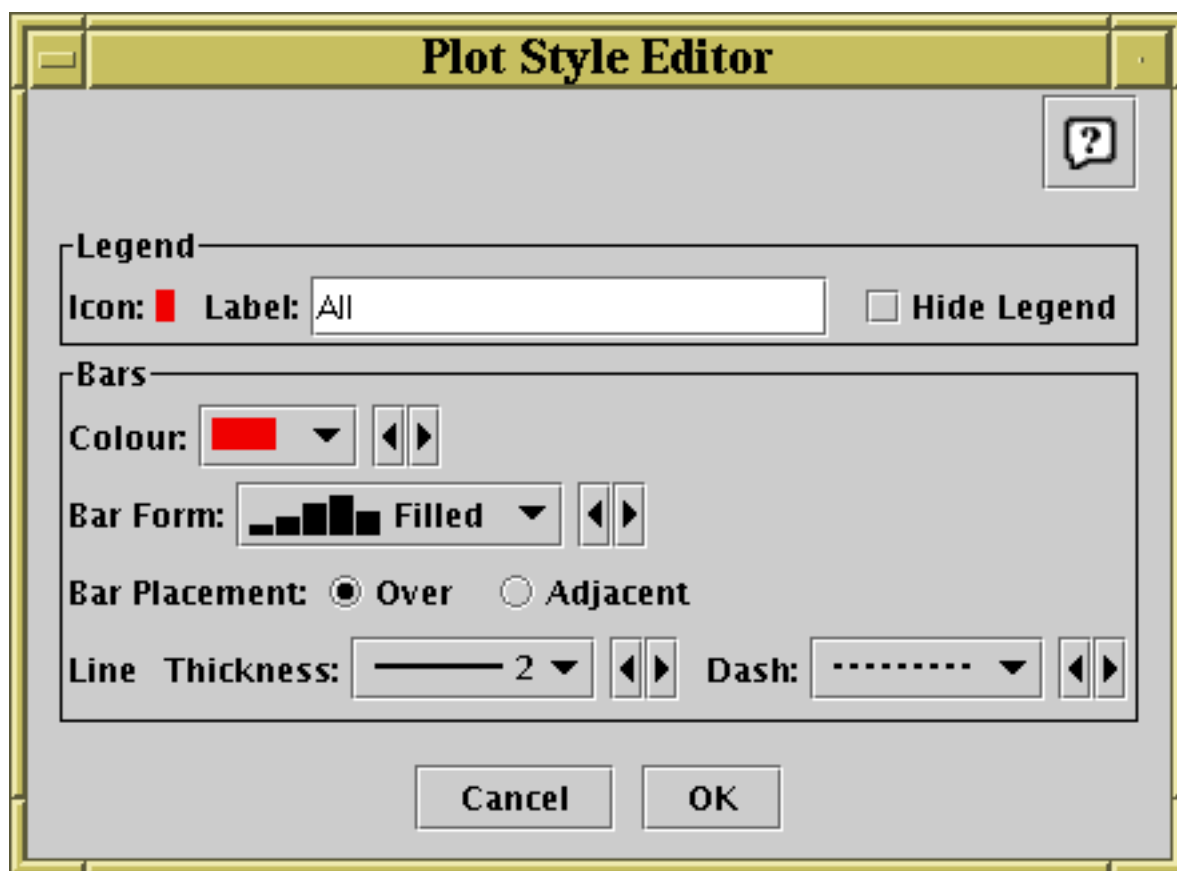 Plot Style Editor
?
Legend
Icon: Label: All Hide Legend
Bars
Colour:
Bar Form: Filled
Bar Placement: Over Adjacent
Line Thickness: 2 Dash:
Cancel OK